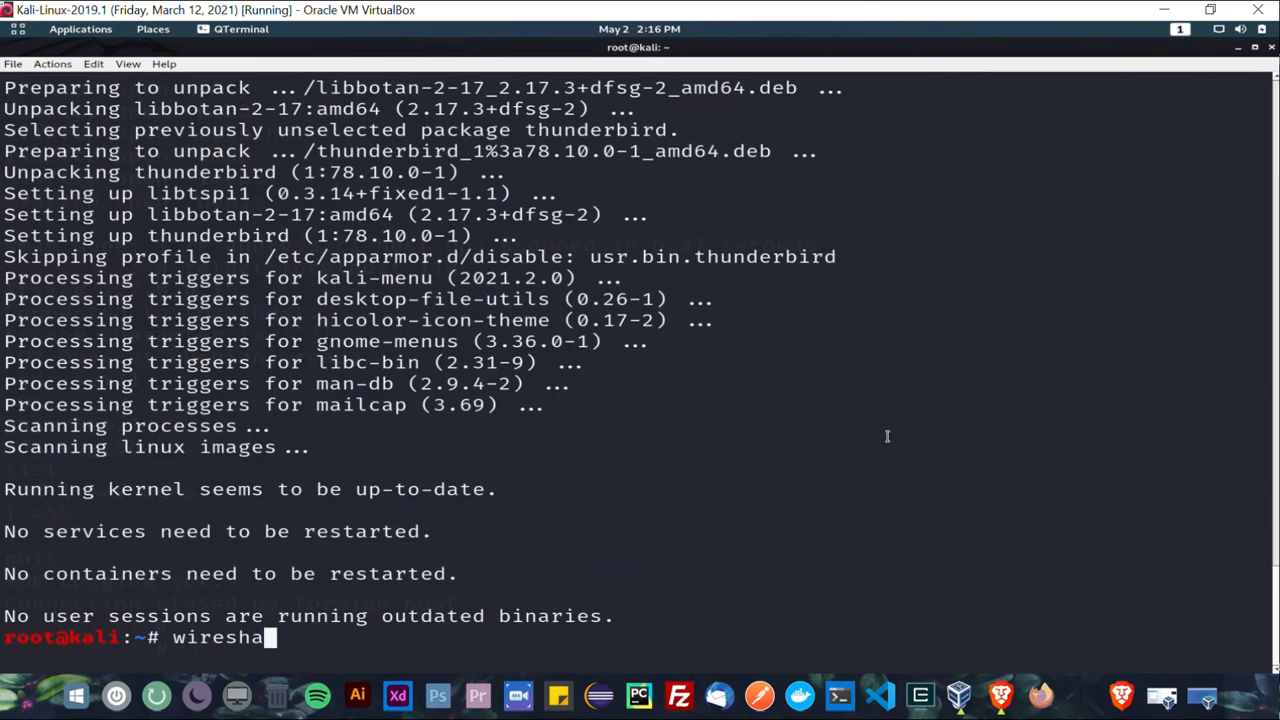 Kali-Linux-2019.1 (Friday, March 12, 2021) [Running] - Oracle VM VirtualBox
Applications Places QTerminal May 2 2:16 PM 1
root@kali: ~
File Actions Edit View Help
Preparing to unpack .../libbotan-2-17_2.17.3+dfsg-2_amd64.deb ...
Unpacking libbotan-2-17:amd64 (2.17.3+dfsg-2) ...
Selecting previously unselected package thunderbird.
Preparing to unpack .../thunderbird_1%3a78.10.0-1_amd64.deb ...
Unpacking thunderbird (1:78.10.0-1) ...
Setting up libtspi1 (0.3.14+fixed1-1.1) ...
Setting up libbotan-2-17:amd64 (2.17.3+dfsg-2) ...
Setting up thunderbird (1:78.10.0-1) ...
Skipping profile in /etc/apparmor.d/disable: usr.bin.thunderbird
Processing triggers for kali-menu (2021.2.0) ...
Processing triggers for desktop-file-utils (0.26-1) ...
Processing triggers for hicolor-icon-theme (0.17-2) ...
Processing triggers for gnome-menus (3.36.0-1) ...
Processing triggers for libc-bin (2.31-9) ...
Processing triggers for man-db (2.9.4-2) ...
Processing triggers for mailcap (3.69) ...
Scanning processes...
Scanning linux images...
Running kernel seems to be up-to-date.
No services need to be restarted.
No containers need to be restarted.
No user sessions are running outdated binaries.
root@kali:~# wiresha
Ai Xd Ps Pr PC FZ